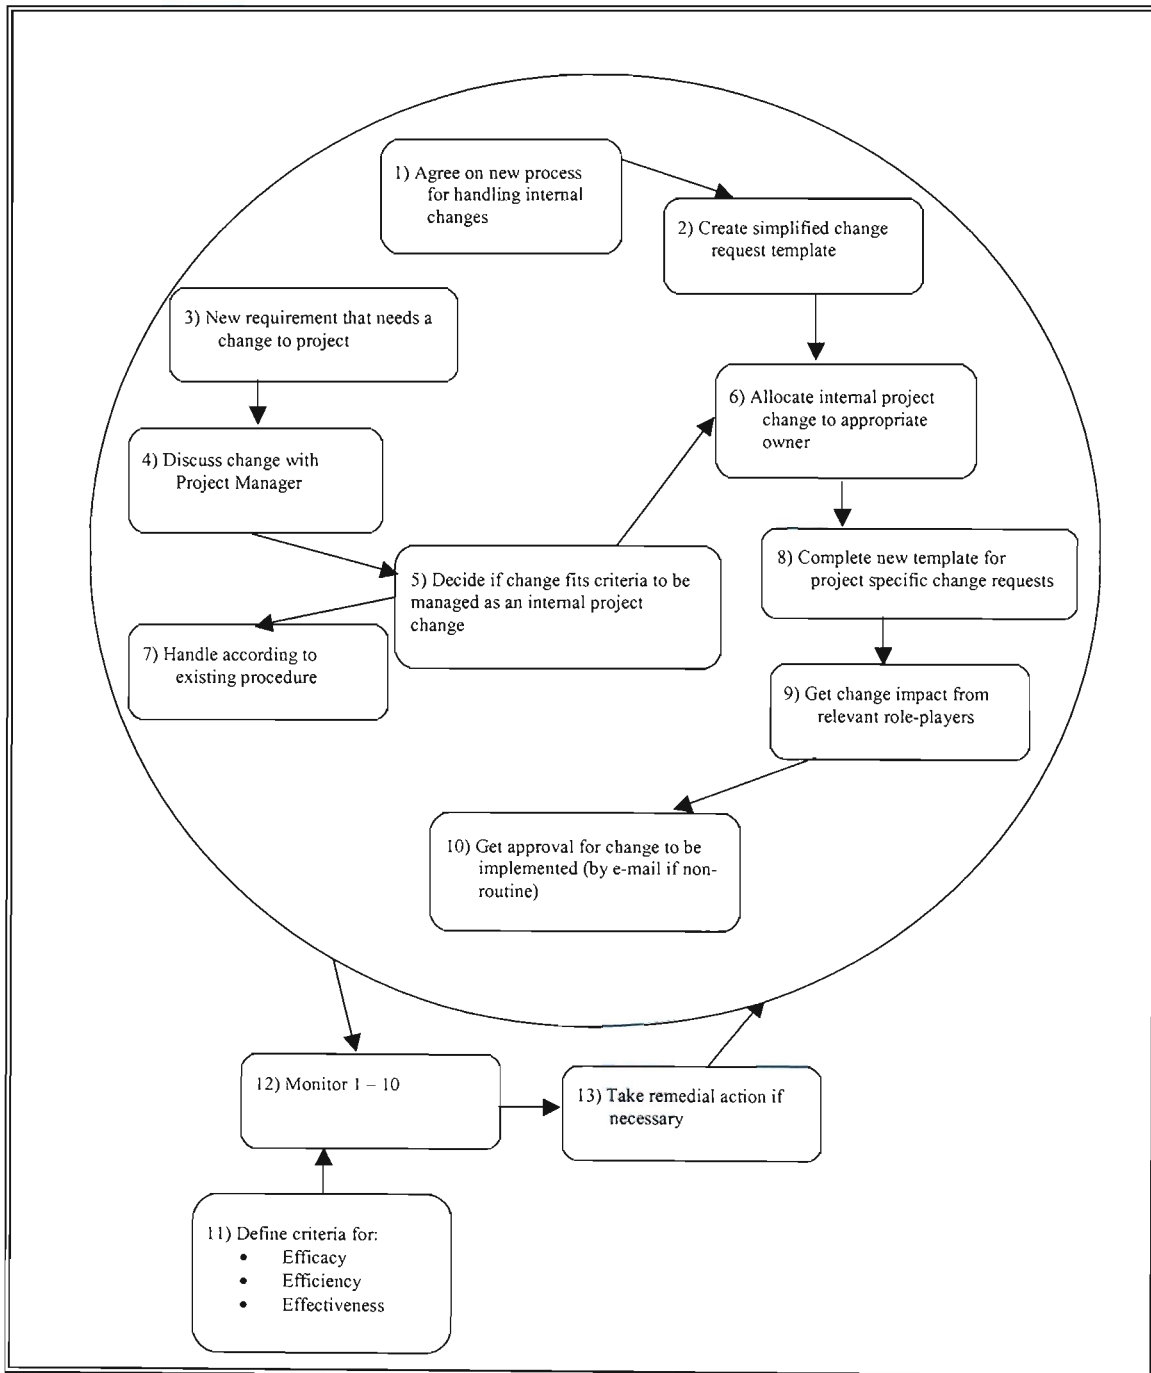 1) Agree on new process
for handling internal
changes
2) Create simplified change
request template
3) New requirement that needs a
change to project
6) Allocate internal project
change to appropriate
owner
4) Discuss change with
Project Manager
5) Decide if change fits criteria to be
managed as an internal project
change
8) Complete new template for
project specific change requests
7) Handle according to
existing procedure
9) Get change impact from
relevant role-players
10) Get approval for change to be
implemented (by e-mail if non-
routine)
12) Monitor 1 – 10
13) Take remedial action if
necessary
11) Define criteria for:
• Efficacy
• Efficiency
• Effectiveness